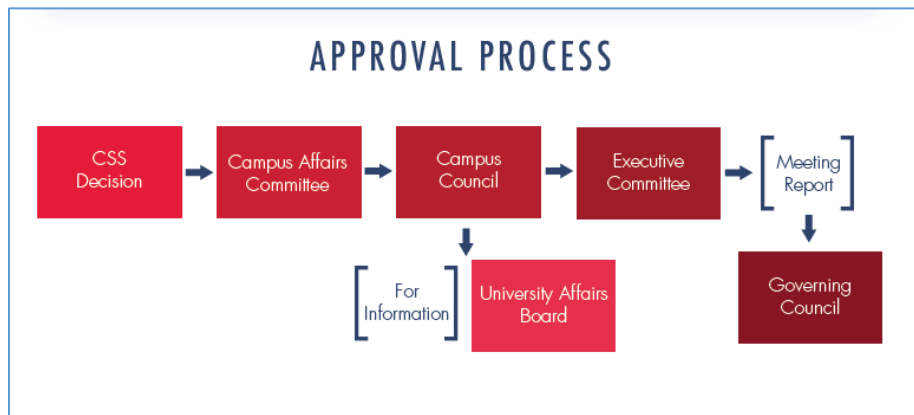 APPROVAL PROCESS
CSS
Decision
Campus Affairs
Committee
Campus
Council
Executive
Committee
Meeting
Report
For
Information
University Affairs
Board
Governing
Council